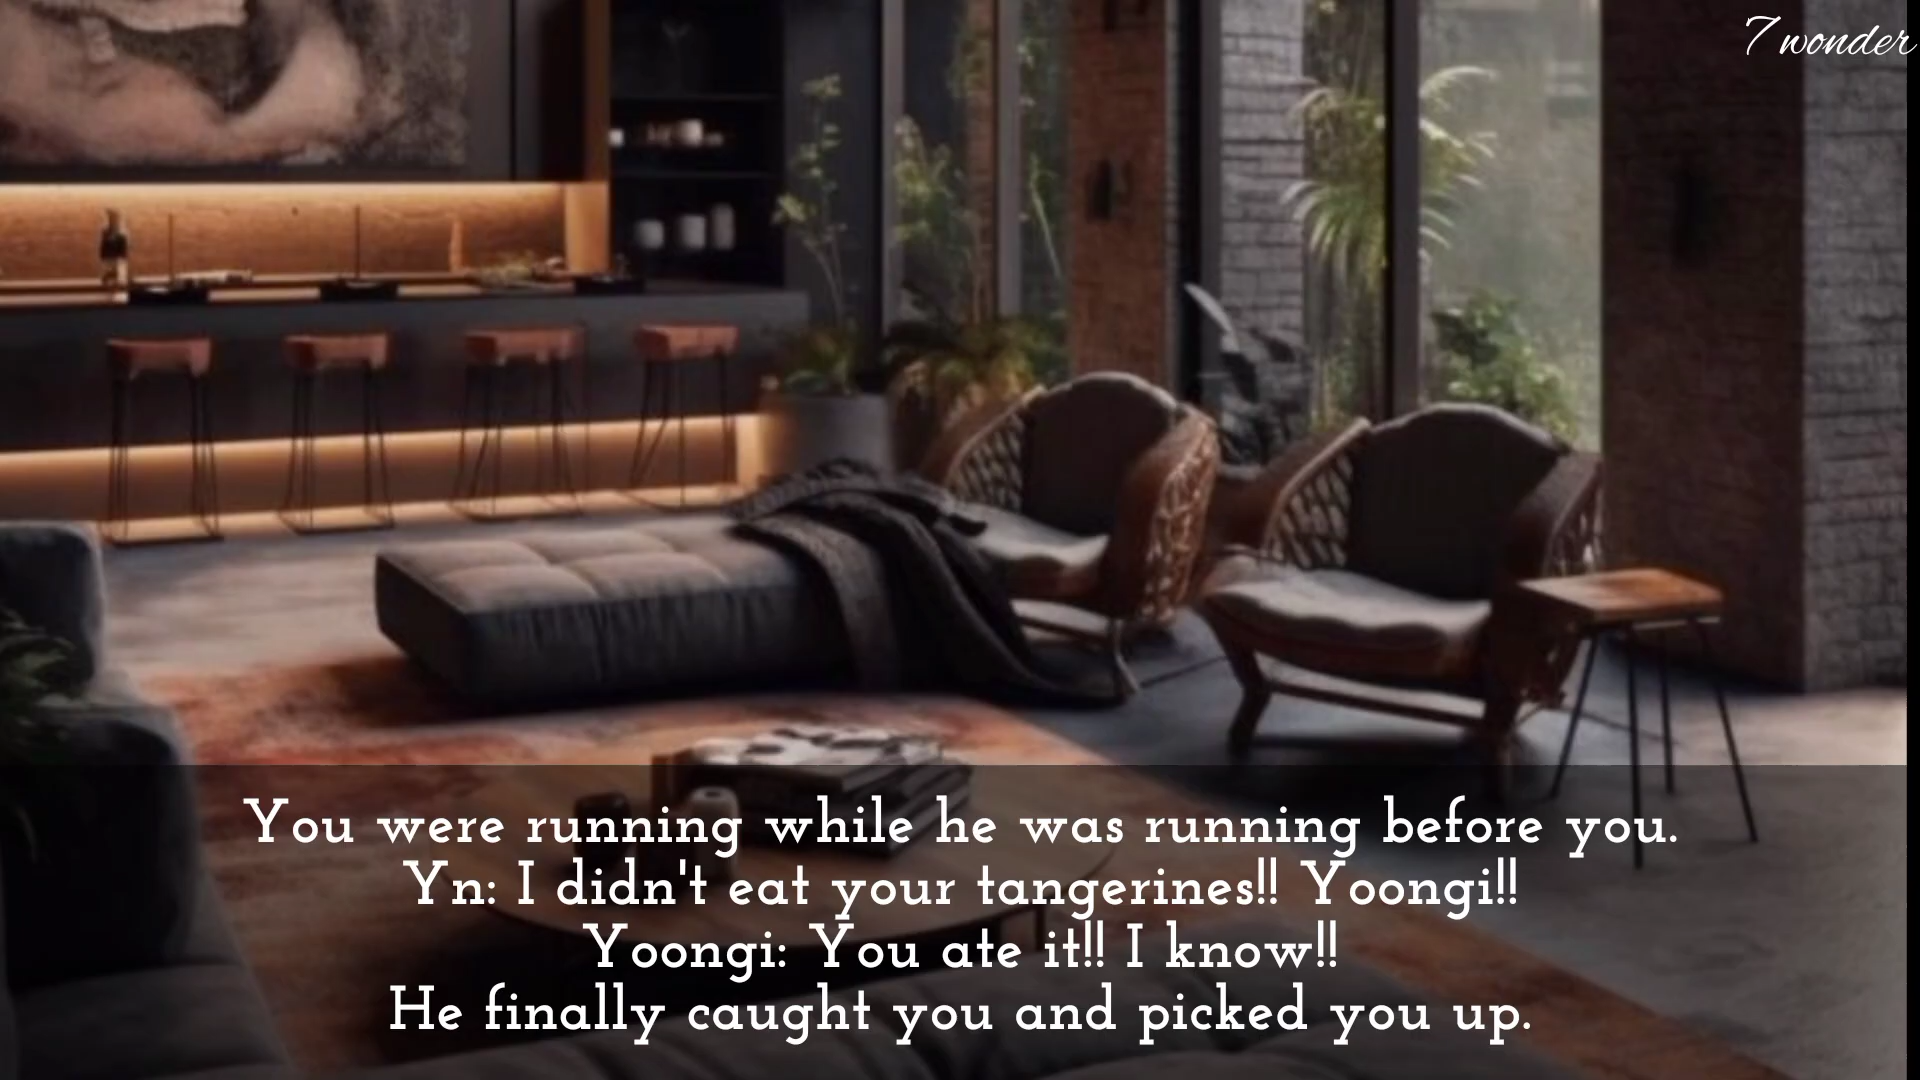 7 wonder
You were running while he was running before you.
Yn: I didn't eat your tangerines!! Yoongi!!
Yoongi: You ate it!! I know!!
He finally caught you and picked you up.